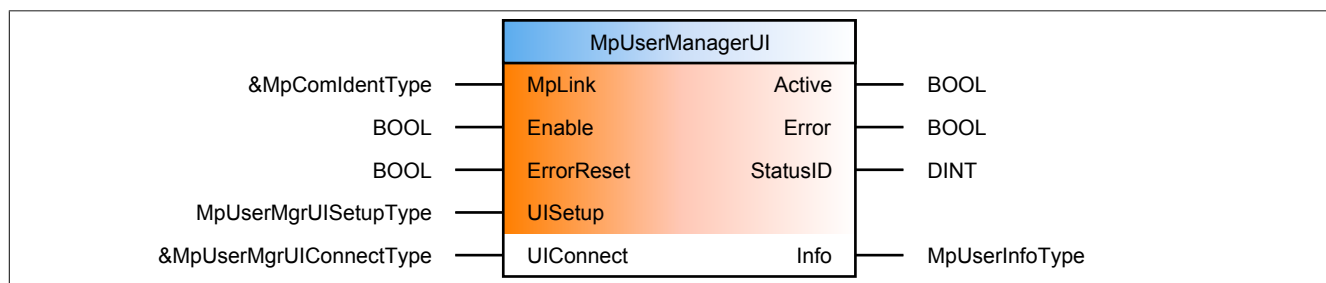 MpUserManagerUI
&MpComIdentType MpLink Active BOOL
BOOL Enable Error BOOL
BOOL ErrorReset StatusID DINT
MpUserMgrUISetupType UISetup
&MpUserMgrUIConnectType UIConnect Info MpUserInfoType